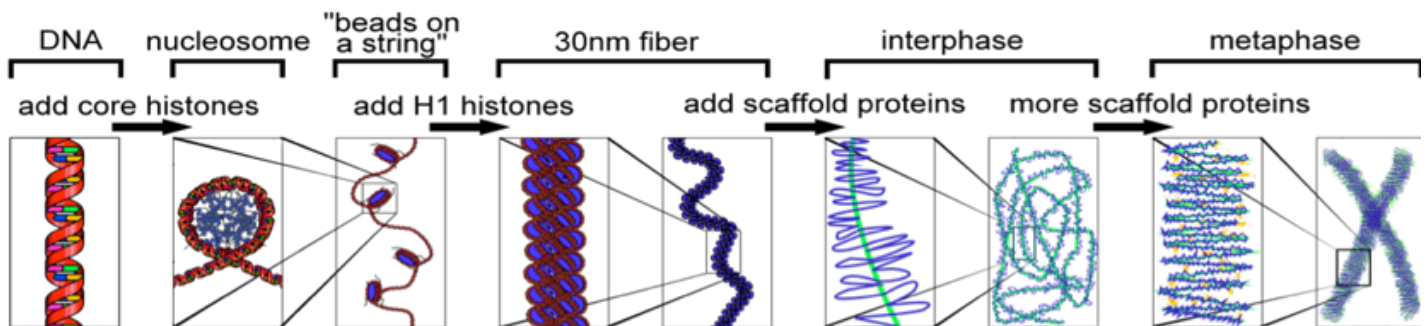 DNA
nucleosome
"beads on
a string"
30nm fiber
interphase
metaphase
add core histones
add H1 histones
add scaffold proteins
more scaffold proteins